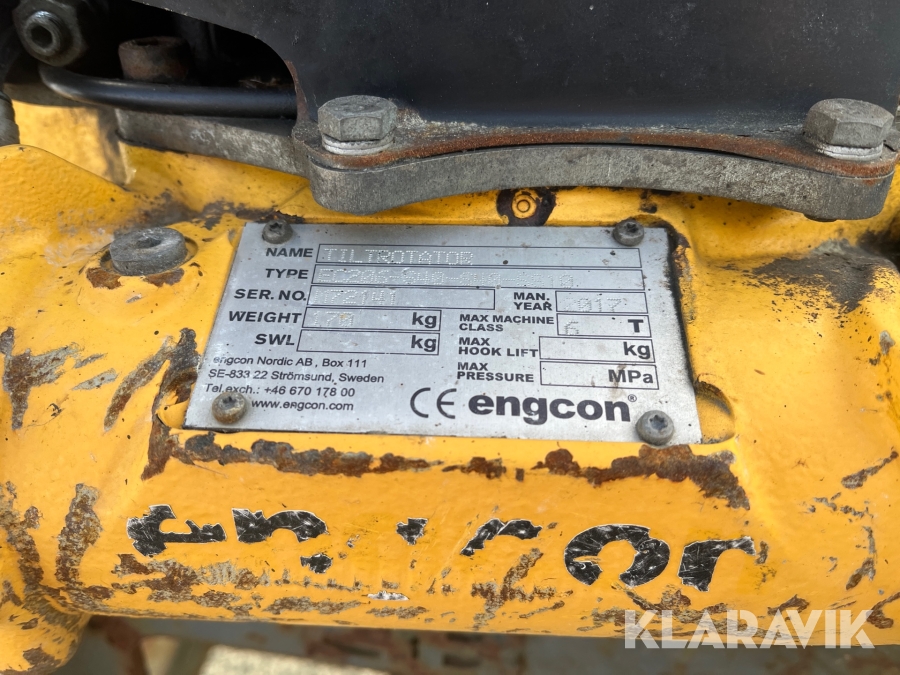 NAME TILTROTATOR
TYPE
SER. NO. MAN. YEAR 2017
WEIGHT 170 kg MAX MACHINE CLASS 6 T
SWL kg MAX HOOK LIFT kg
MAX PRESSURE MPa
engcon Nordic AB, Box 111
SE-833 22 Strömsund, Sweden
Tel.exch.: +46 670 178 00
www.engcon.com
CE engcon®
KLARAVIK